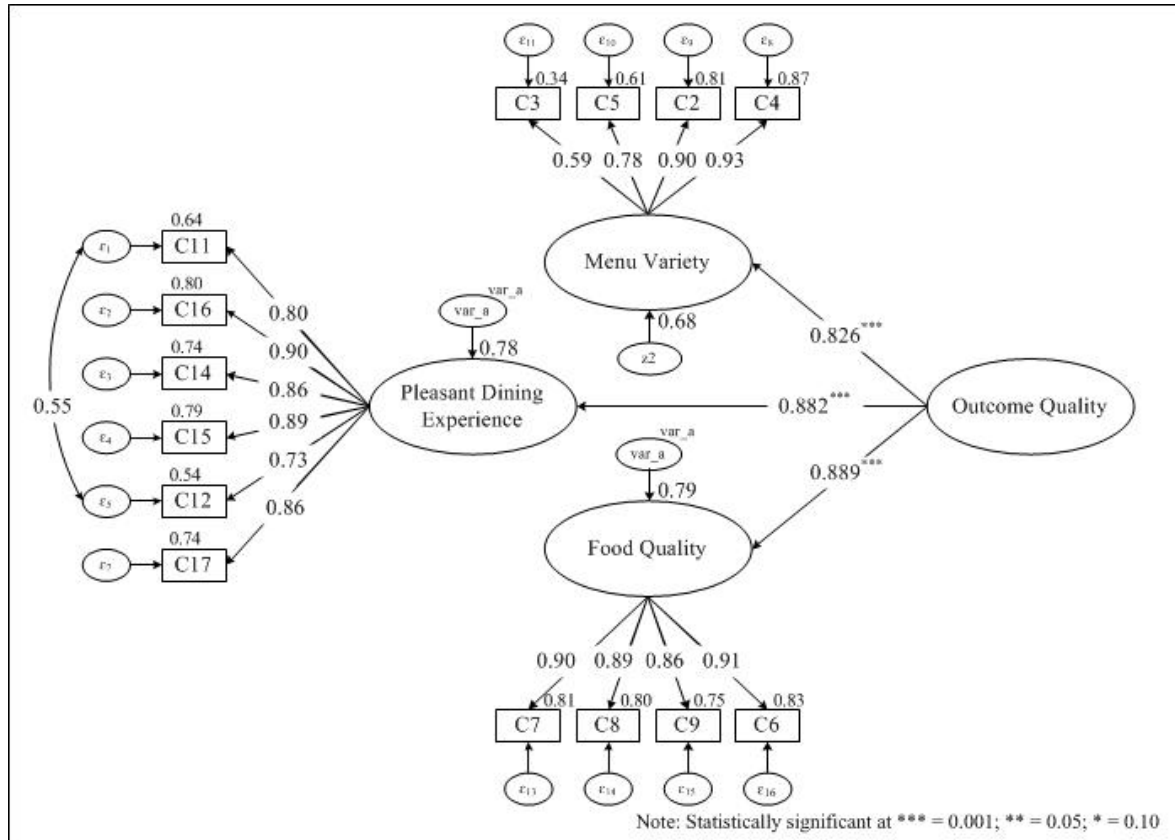 ε₁₁ ε₁₀ ε₉ ε₈
0.34 0.61 0.81 0.87
C3 C5 C2 C4
0.59 0.78 0.90 0.93
Menu Variety
0.68
z2
0.826***
0.64
ε₁ C11
0.80
0.80
ε₂ C16
0.90
0.74
ε₃ C14
0.86
0.55
0.79
ε₄ C15
0.89
0.54
ε₅ C12
0.73
0.74
ε₇ C17
0.86
var_a
var_a
0.78
Pleasant Dining
Experience
0.882***
Outcome Quality
var_a
var_a
0.79
0.889***
Food Quality
0.90 0.89 0.86 0.91
0.81 0.80 0.75 0.83
C7 C8 C9 C6
ε₁₃ ε₁₄ ε₁₅ ε₁₆
Note: Statistically significant at *** = 0.001; ** = 0.05; * = 0.10